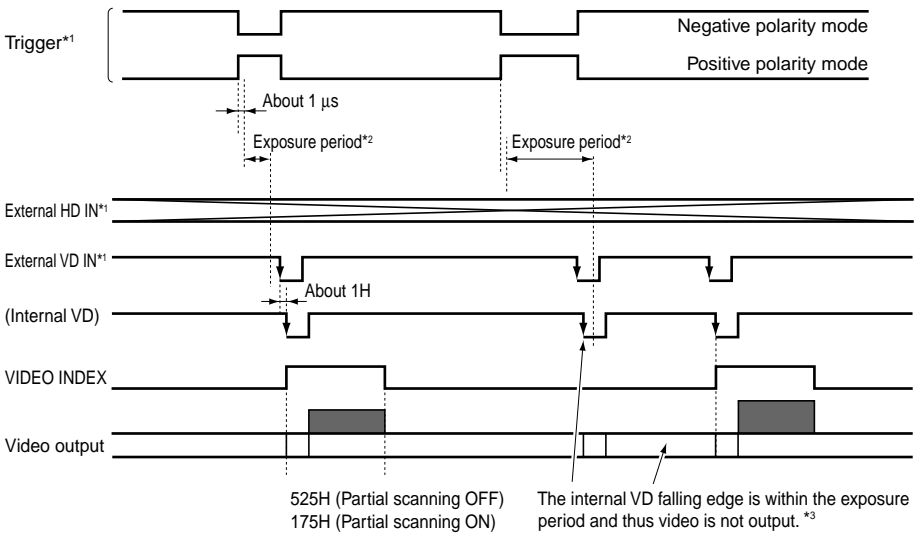 Negative polarity mode
Trigger*1
Positive polarity mode
About 1 μs
Exposure period*2 Exposure period*2
External HD IN*1
External VD IN*1
About 1H
(Internal VD)
VIDEO INDEX
Video output
525H (Partial scanning OFF)
175H (Partial scanning ON)
The internal VD falling edge is within the exposure
period and thus video is not output. *3